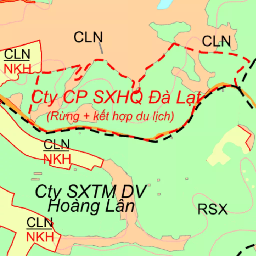 CLN
CLN
CLN
NKH
Cty CP SXHQ Đà Lạt
(Rừng + kết hợp du lịch)
CLN
NKH
Cty SXTM DV
Hoàng Lân
RSX
CLN
NKH